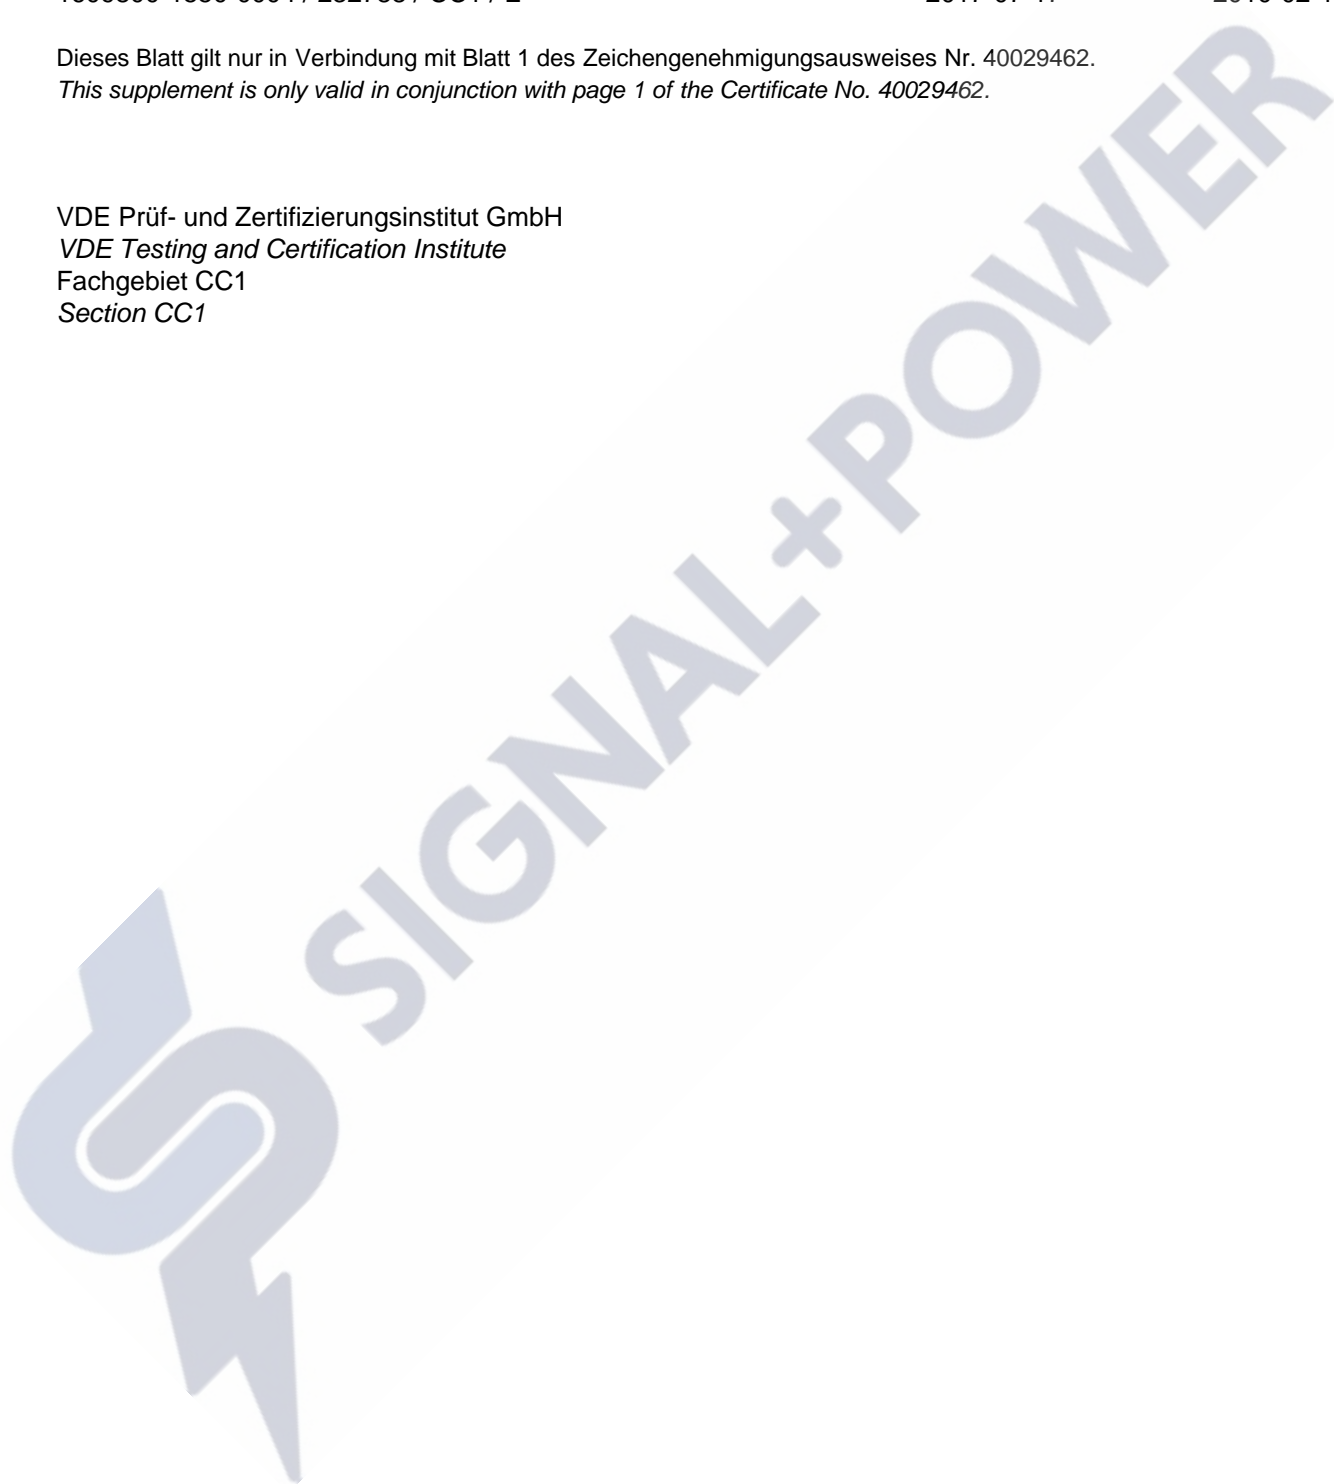 Dieses Blatt gilt nur in Verbindung mit Blatt 1 des Zeichengenehmigungsausweises Nr. 40029462.
This supplement is only valid in conjunction with page 1 of the Certificate No. 40029462.
VDE Prüf- und Zertifizierungsinstitut GmbH
VDE Testing and Certification Institute
Fachgebiet CC1
Section CC1
SIGNAL+POWER